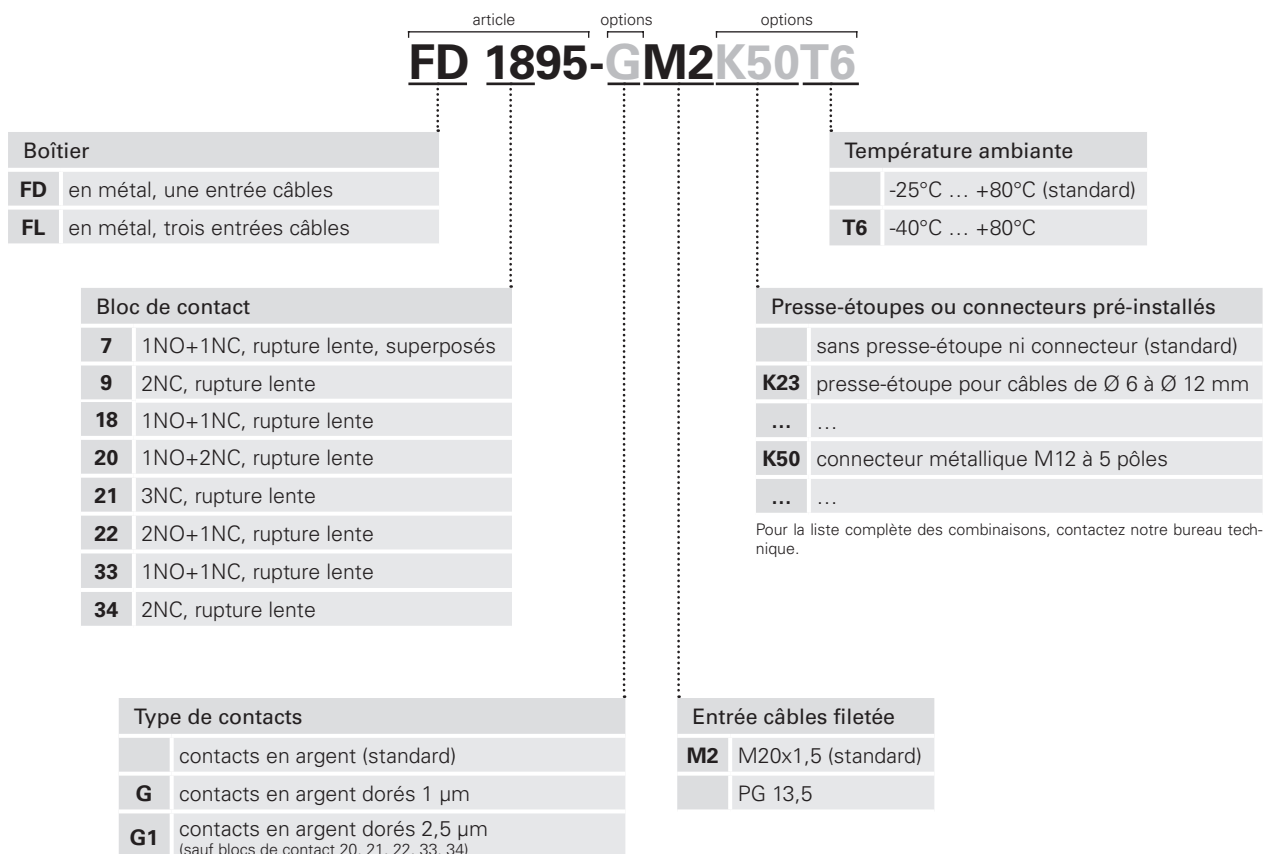 article options options
FD 1895-GM2K50T6
Boîtier
FD en métal, une entrée câbles
FL en métal, trois entrées câbles
Température ambiante
-25°C … +80°C (standard)
T6 -40°C … +80°C
Bloc de contact
7 1NO+1NC, rupture lente, superposés
9 2NC, rupture lente
18 1NO+1NC, rupture lente
20 1NO+2NC, rupture lente
21 3NC, rupture lente
22 2NO+1NC, rupture lente
33 1NO+1NC, rupture lente
34 2NC, rupture lente
Presse-étoupes ou connecteurs pré-installés
sans presse-étoupe ni connecteur (standard)
K23 presse-étoupe pour câbles de Ø 6 à Ø 12 mm
… …
K50 connecteur métallique M12 à 5 pôles
… …
Pour la liste complète des combinaisons, contactez notre bureau tech-
nique.
Type de contacts
contacts en argent (standard)
G contacts en argent dorés 1 µm
G1 contacts en argent dorés 2,5 µm
(sauf blocs de contact 20, 21, 22, 33, 34)
Entrée câbles filetée
M2 M20x1,5 (standard)
PG 13,5